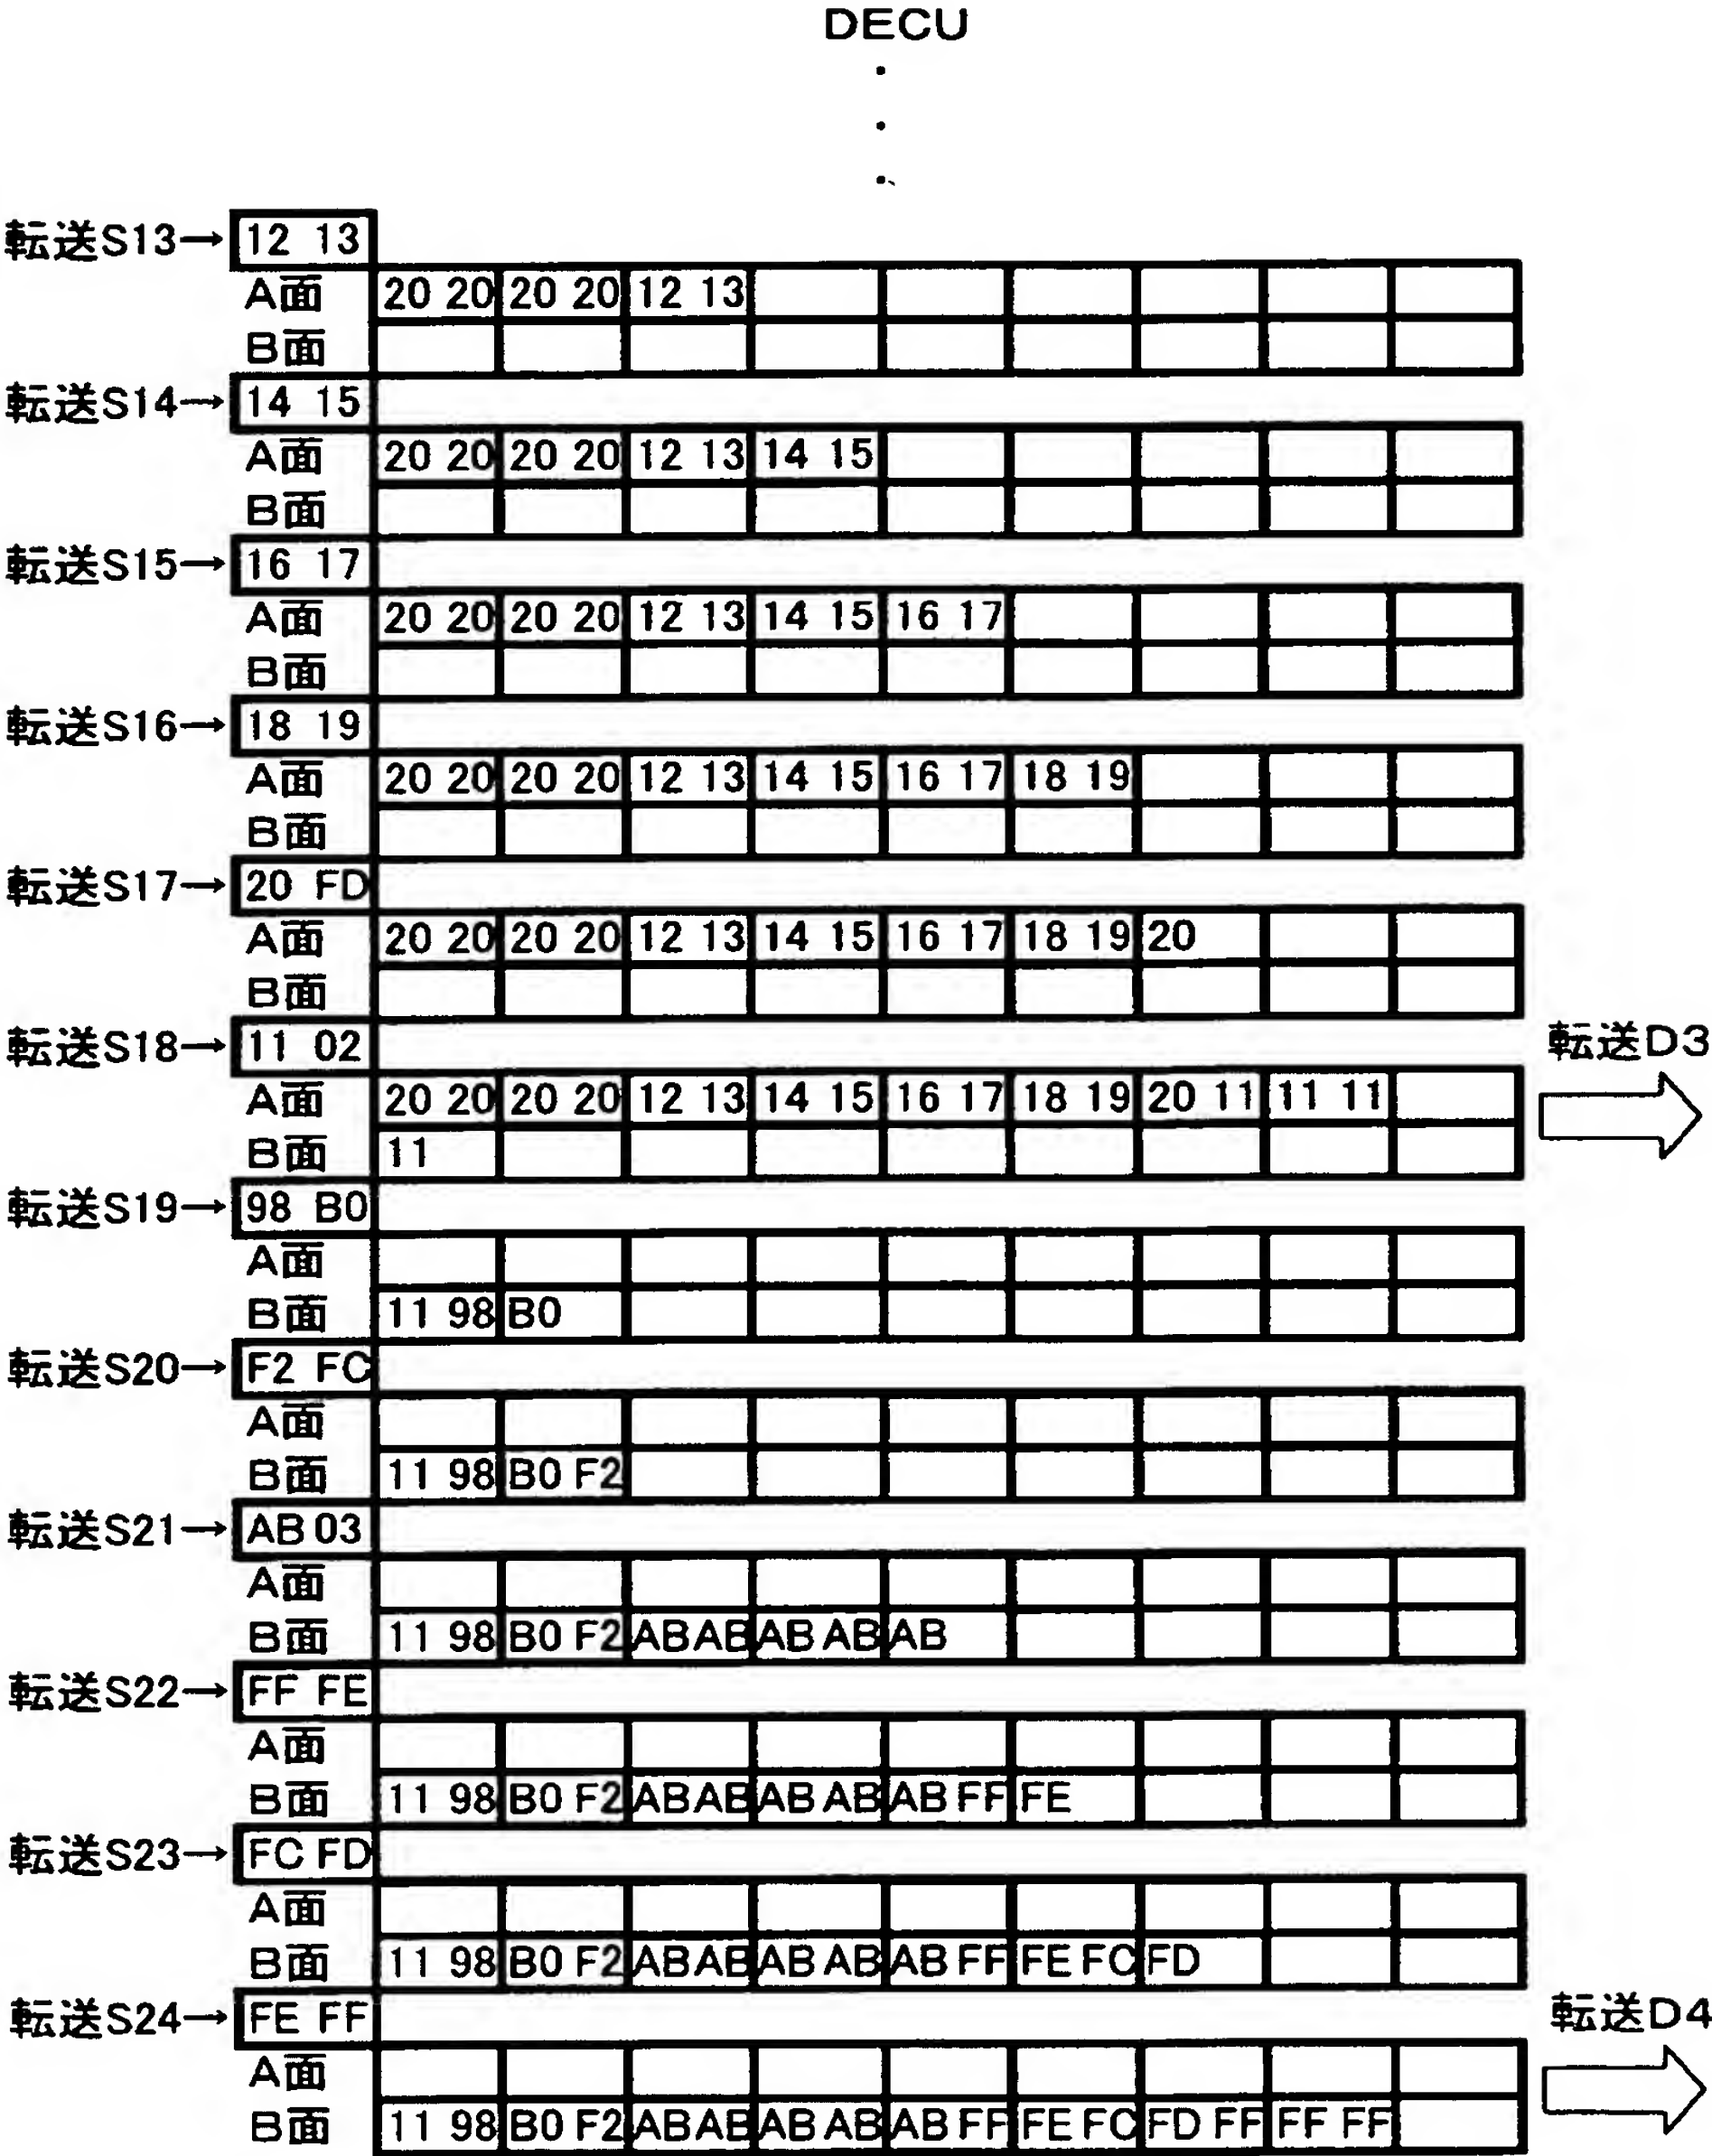 DECU
転送S13→ 12 13
A面 20 20 20 20 12 13
B面
転送S14→ 14 15
A面 20 20 20 20 12 13 14 15
B面
転送S15→ 16 17
A面 20 20 20 20 12 13 14 15 16 17
B面
転送S16→ 18 19
A面 20 20 20 20 12 13 14 15 16 17 18 19
B面
転送S17→ 20 FD
A面 20 20 20 20 12 13 14 15 16 17 18 19 20
B面
転送S18→ 11 02 転送D3
A面 20 20 20 20 12 13 14 15 16 17 18 19 20 11 11 11
B面 11
転送S19→ 98 B0
A面
B面 11 98 B0
転送S20→ F2 FC
A面
B面 11 98 B0 F2
転送S21→ AB 03
A面
B面 11 98 B0 F2 AB AB AB AB AB
転送S22→ FF FE
A面
B面 11 98 B0 F2 AB AB AB AB AB FF FE
転送S23→ FC FD
A面
B面 11 98 B0 F2 AB AB AB AB AB FF FE FC FD
転送S24→ FE FF 転送D4
A面
B面 11 98 B0 F2 AB AB AB AB AB FF FE FC FD FF FF FF